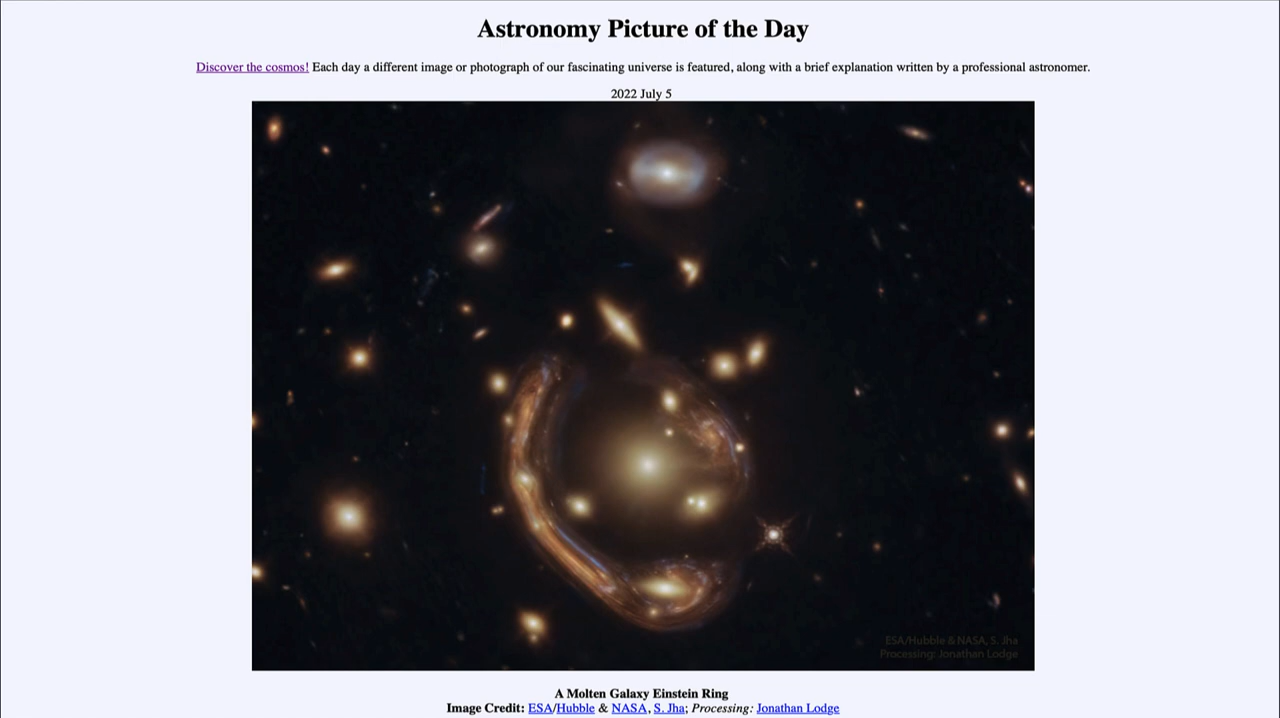 Astronomy Picture of the Day
Discover the cosmos! Each day a different image or photograph of our fascinating universe is featured, along with a brief explanation written by a professional astronomer.
2022 July 5
ESA/Hubble & NASA, S. Jha
Processing: Jonathan Lodge
A Molten Galaxy Einstein Ring
Image Credit: ESA/Hubble & NASA, S. Jha; Processing: Jonathan Lodge